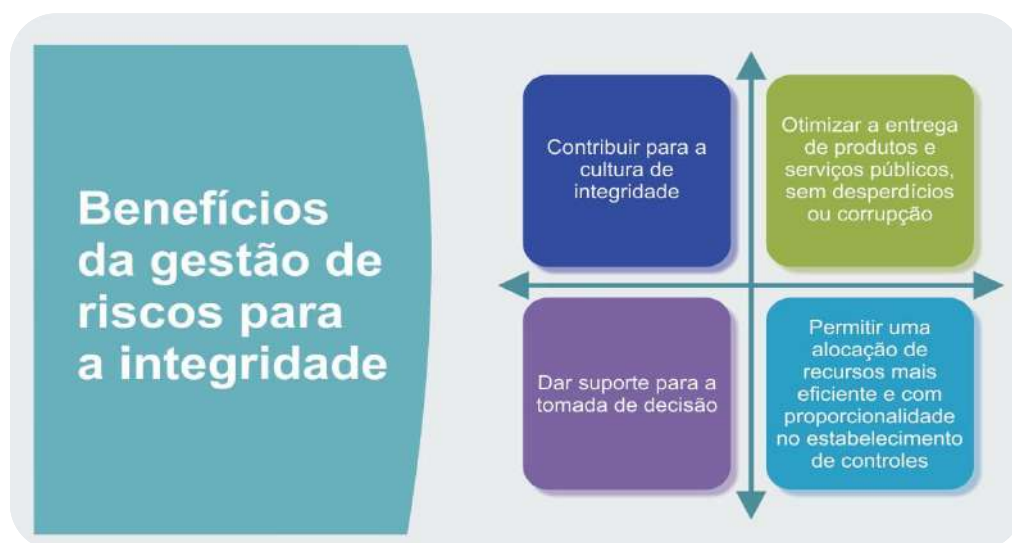 Benefícios
da gestão de
riscos para
a integridade
Contribuir para a
cultura de
integridade
Otimizar a entrega
de produtos e
serviços públicos,
sem desperdícios
ou corrupção
Dar suporte para a
tomada de decisão
Permitir uma
alocação de
recursos mais
eficiente e com
proporcionalidade
no estabelecimento
de controles